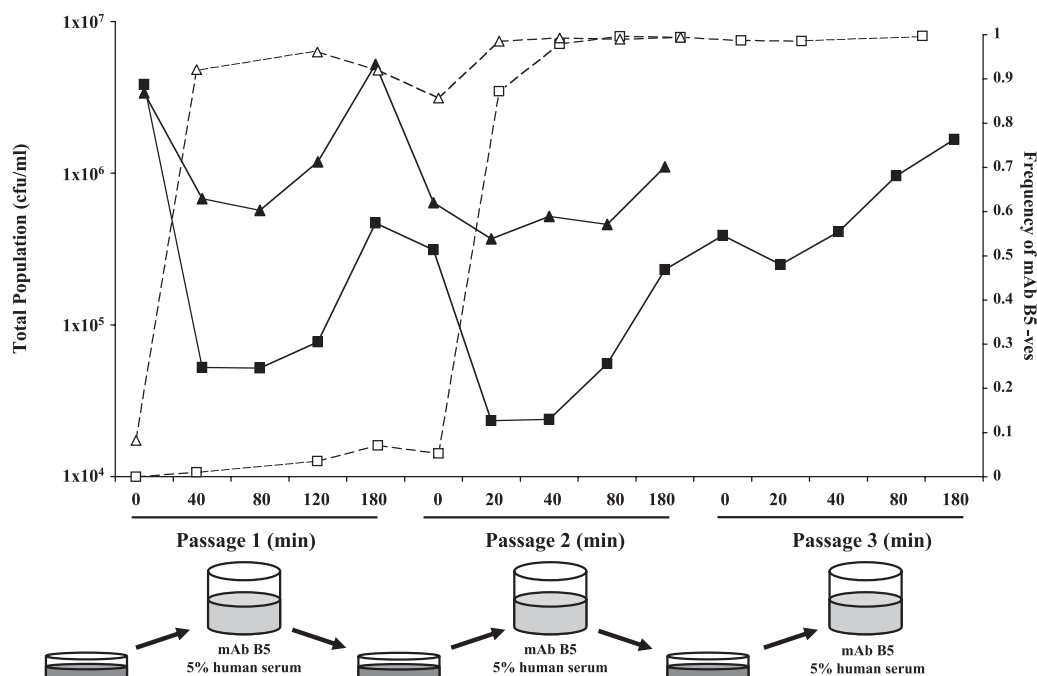 1x10⁷
1x10⁶
1x10⁵
1x10⁴
Total Population (cfu/ml)
1
0.9
0.8
0.7
0.6
0.5
0.4
0.3
0.2
0.1
0
Frequency of mAb B5 -ves
0 40 80 120 180 0 20 40 80 180 0 20 40 80 180
Passage 1 (min) Passage 2 (min) Passage 3 (min)
mAb B5 mAb B5 mAb B5
5% human serum 5% human serum 5% human serum